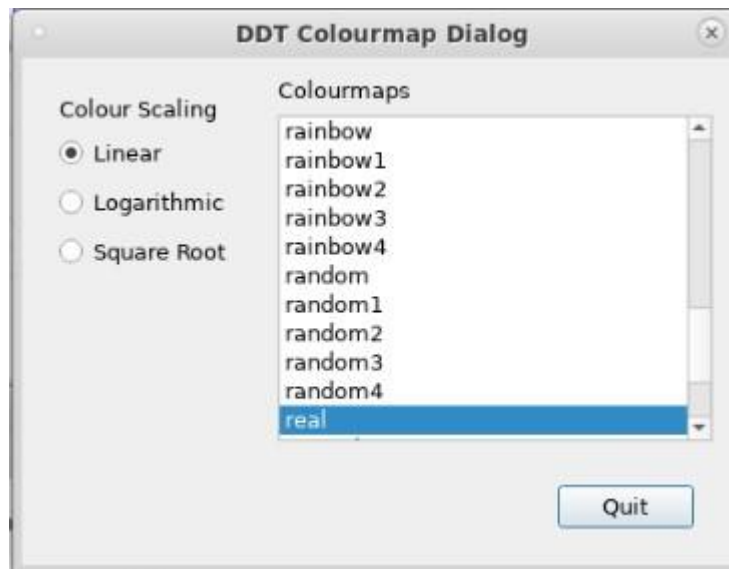 DDT Colourmap Dialog
Colour Scaling
Linear
Logarithmic
Square Root
Colourmaps
rainbow
rainbow1
rainbow2
rainbow3
rainbow4
random
random1
random2
random3
random4
real
Quit